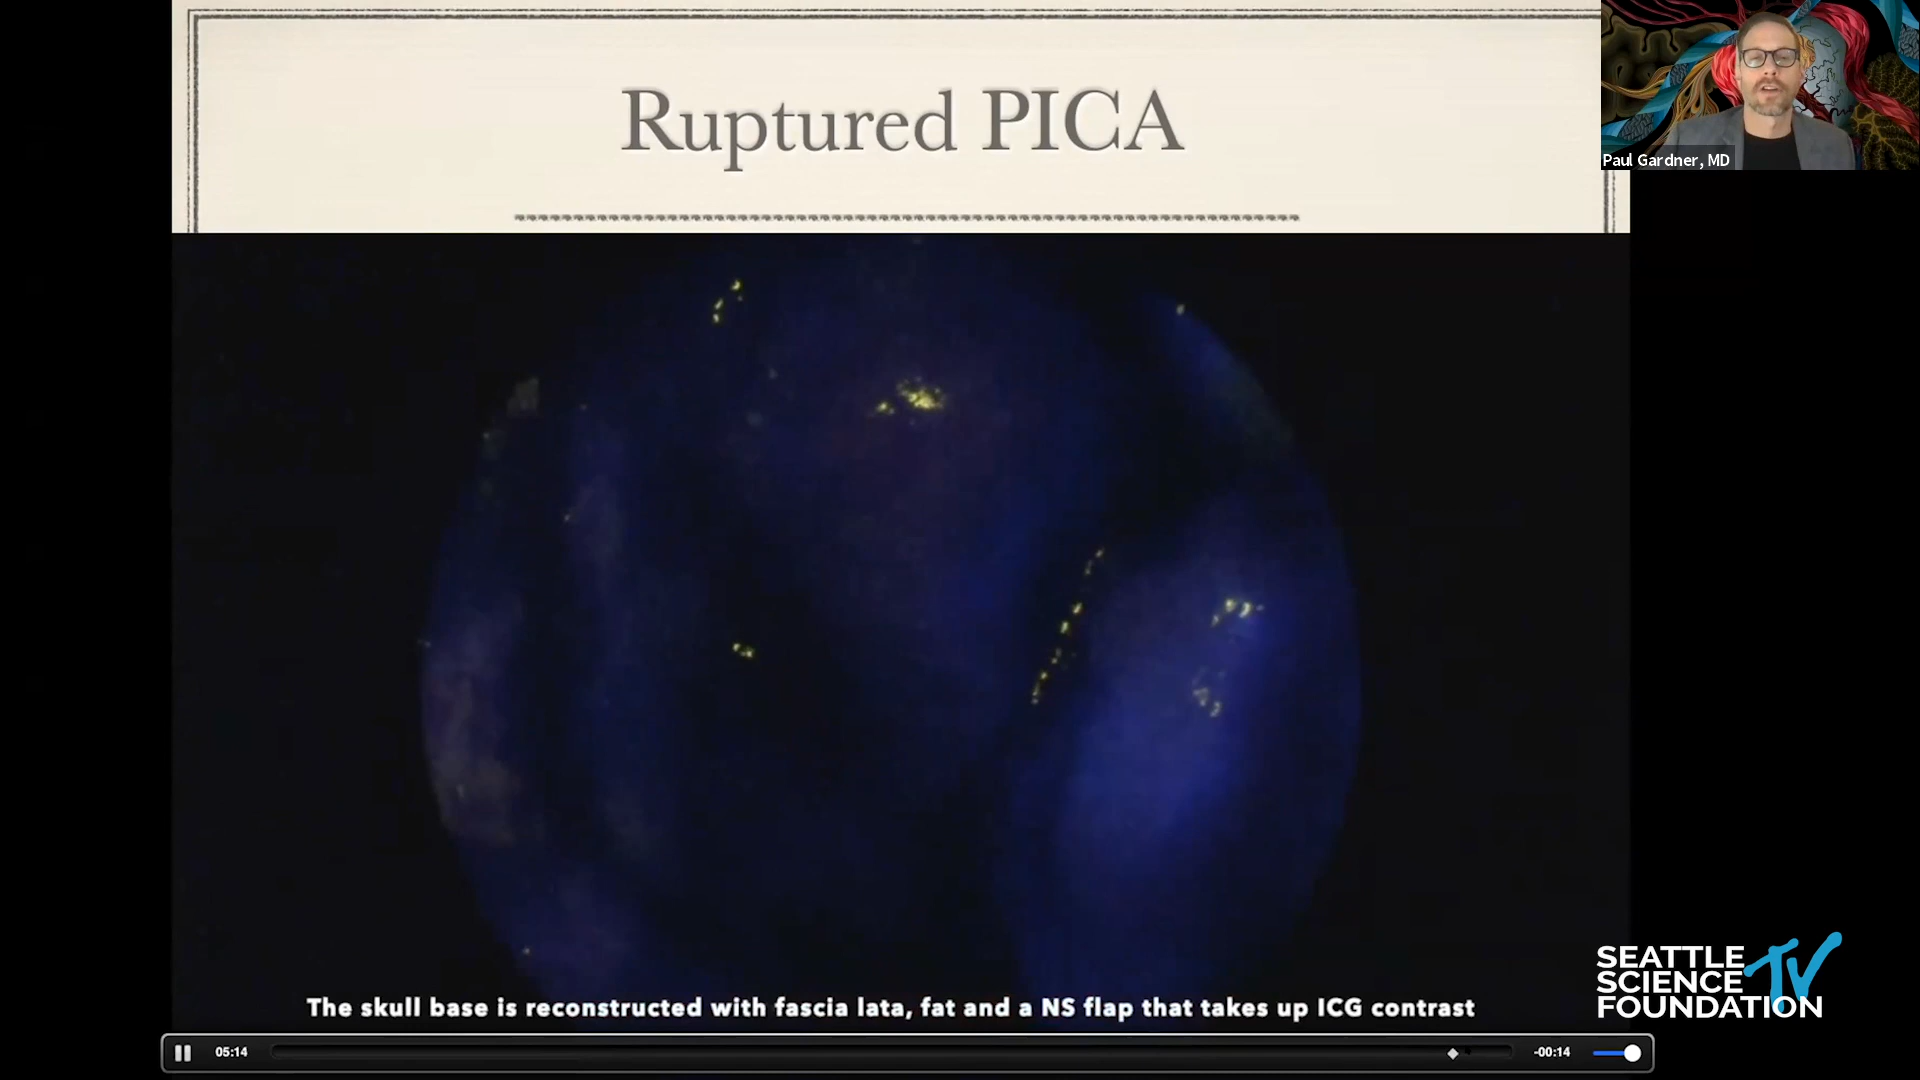 Ruptured PICA
Paul Gardner, MD
The skull base is reconstructed with fascia lata, fat and a NS flap that takes up ICG contrast
SEATTLE
SCIENCE TV
FOUNDATION
05:14
-00:14